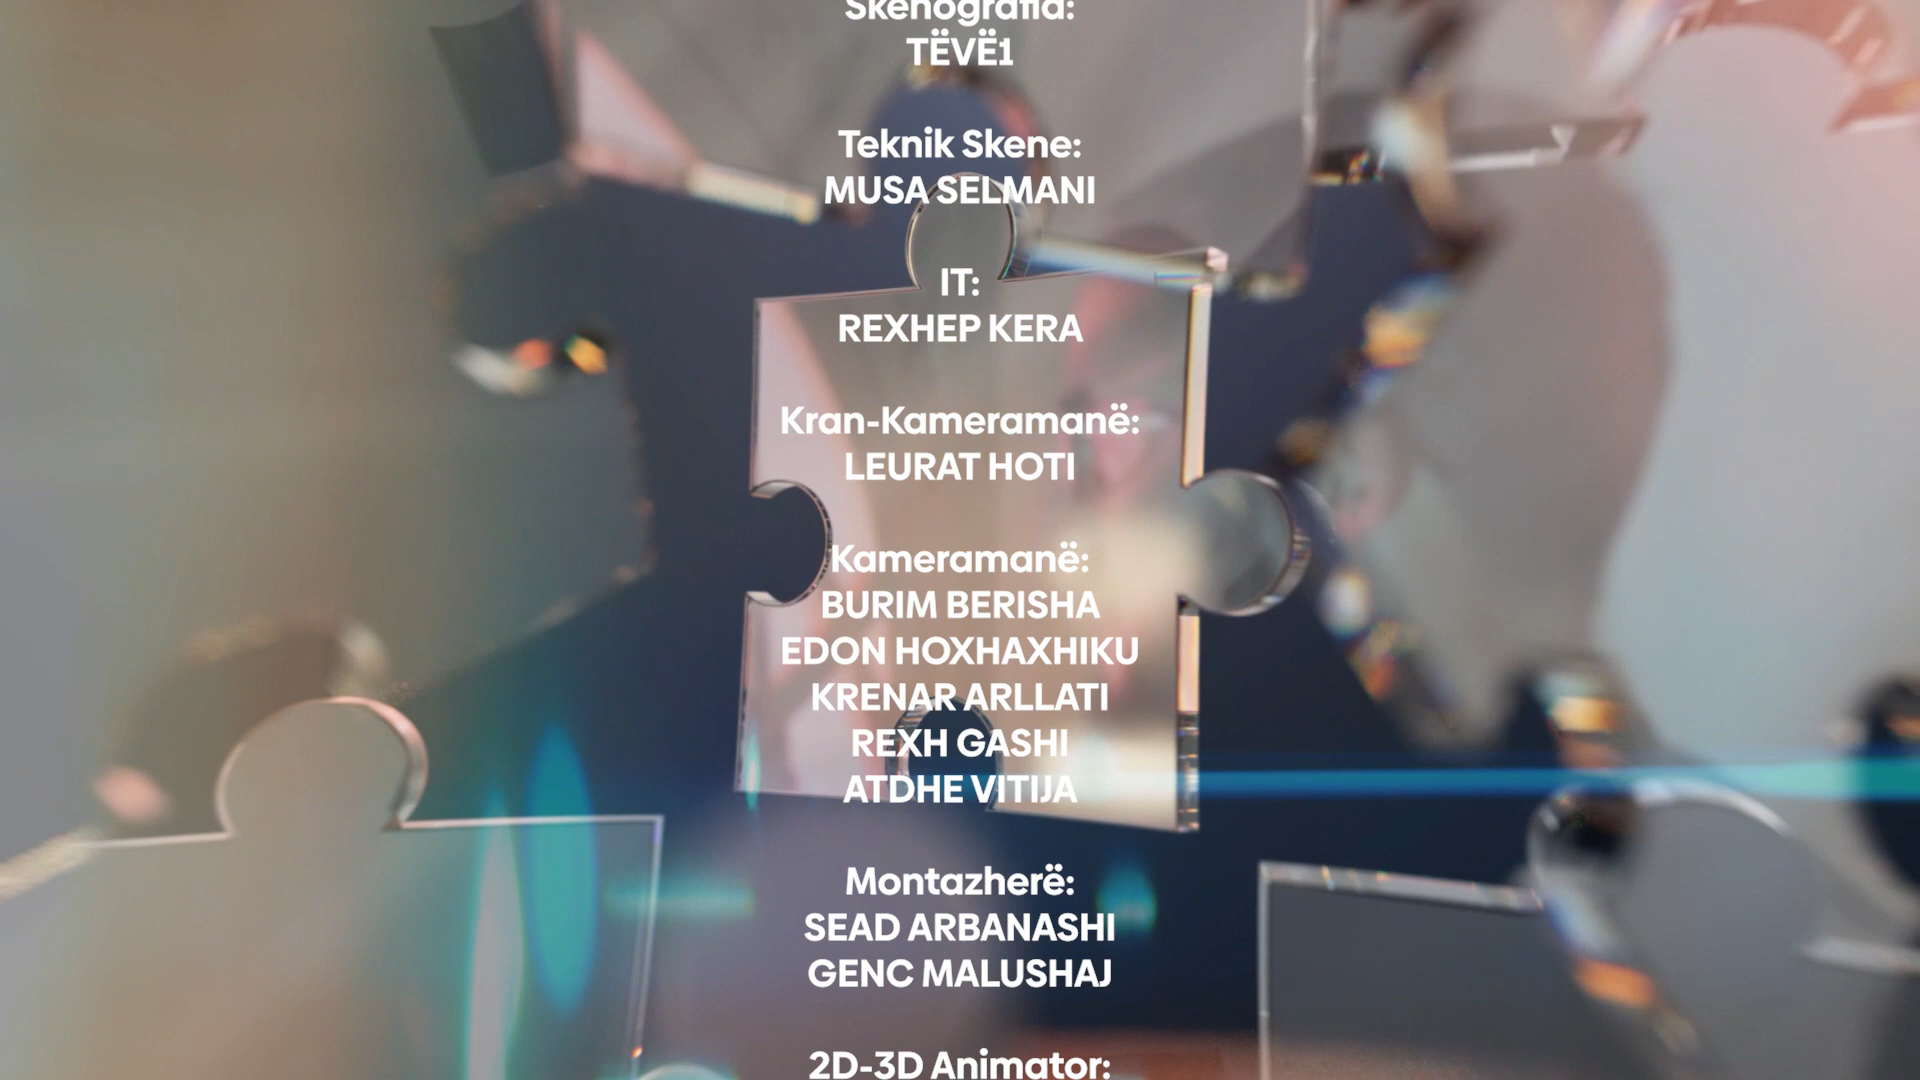 Skenografia:
TËVË1
Teknik Skene:
MUSA SELMANI
IT:
REXHEP KERA
Kran-Kameramanë:
LEURAT HOTI
Kameramanë:
BURIM BERISHA
EDON HOXHAXHIKU
KRENAR ARLLATI
REXH GASHI
ATDHE VITIJA
Montazherë:
SEAD ARBANASHI
GENC MALUSHAJ
2D-3D Animator: